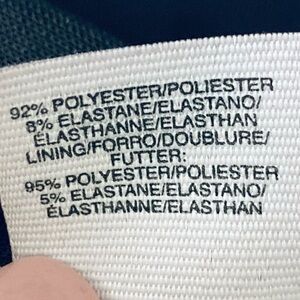 92% POLYESTER/POLIESTER
8% ELASTANE/ELASTANO/
ÉLASTHANNE/ELASTHAN
LINING/FORRO/DOUBLURE/
FUTTER:
95% POLYESTER/POLIESTER
5% ELASTANE/ELASTANO/
ÉLASTHANNE/ELASTHAN